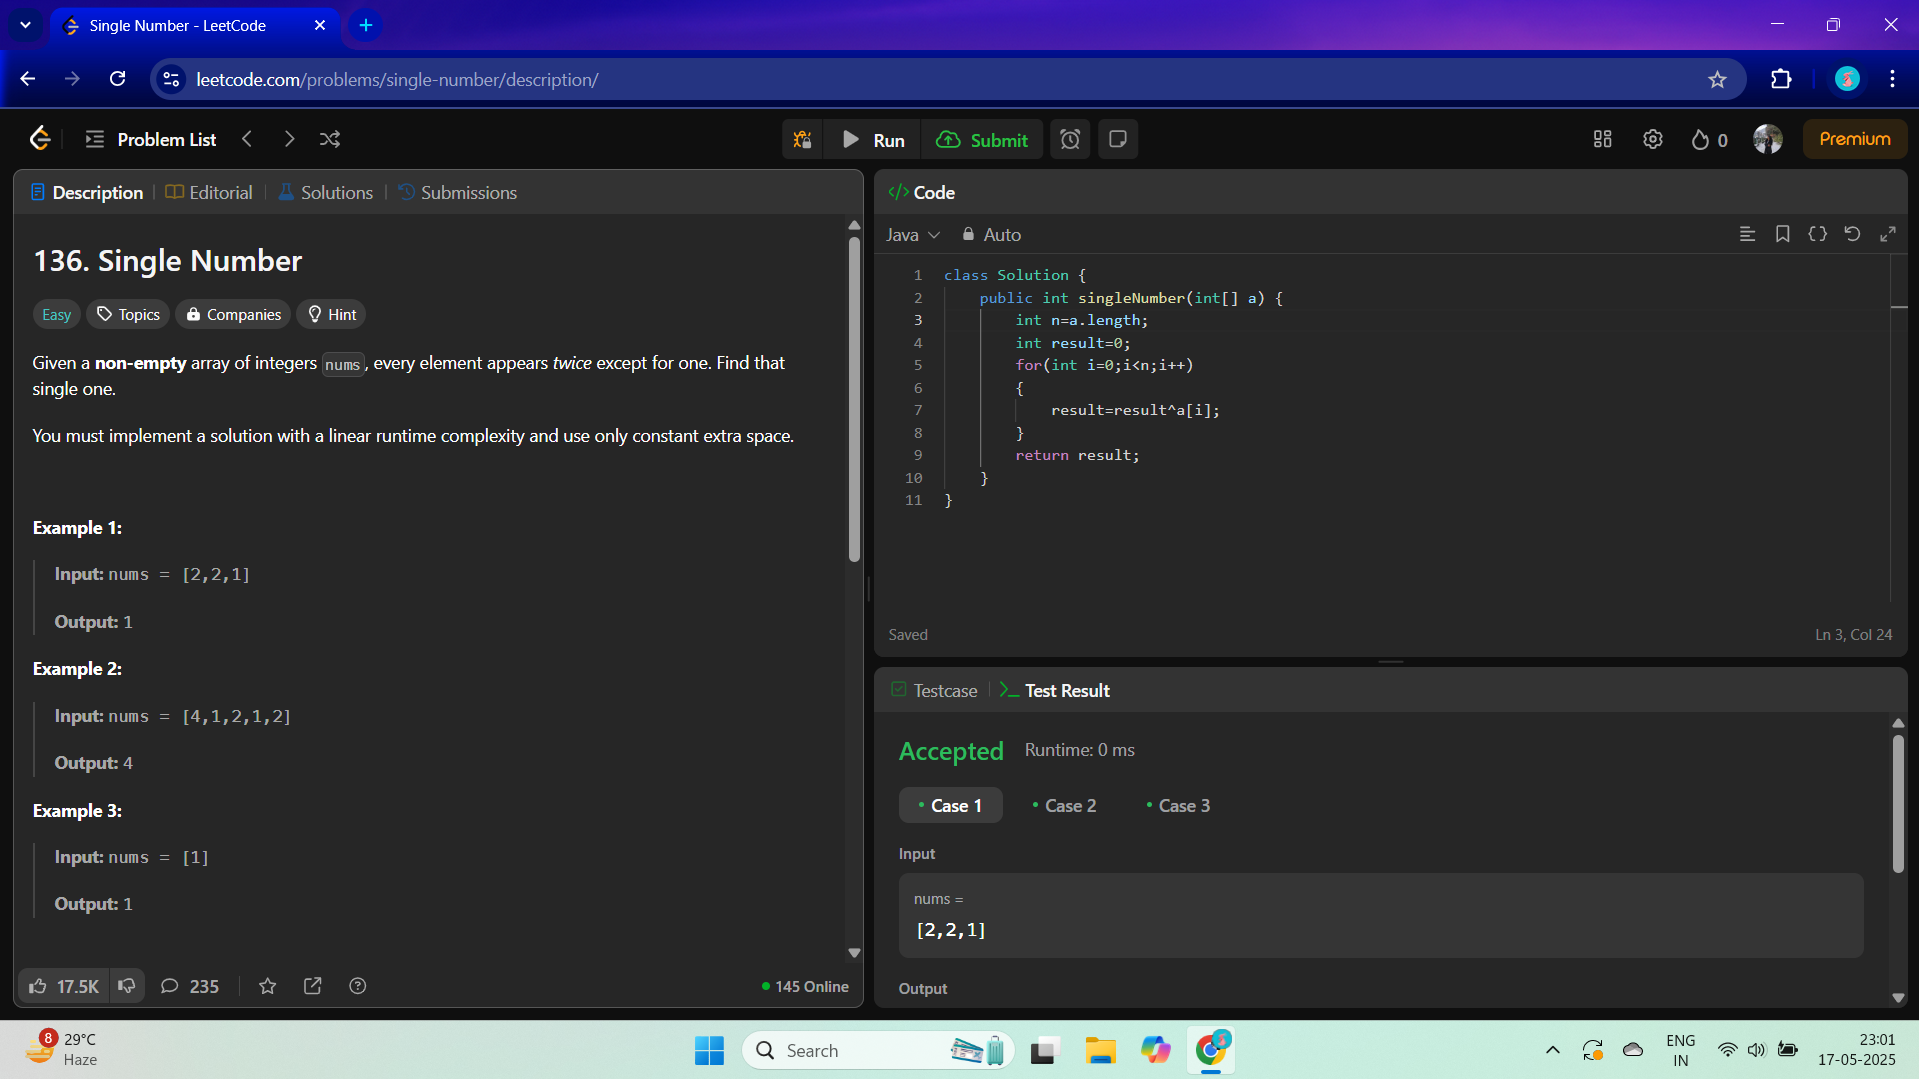 Single Number - LeetCode
leetcode.com/problems/single-number/description/
Problem List
Run
Submit
0
Premium
Description
Editorial
Solutions
Submissions
136. Single Number
Easy
Topics
Companies
Hint
Given a non-empty array of integers nums, every element appears twice except for one. Find that
single one.
You must implement a solution with a linear runtime complexity and use only constant extra space.
Example 1:
Input: nums = [2,2,1]
Output: 1
Example 2:
Input: nums = [4,1,2,1,2]
Output: 4
Example 3:
Input: nums = [1]
Output: 1
17.5K
235
145 Online
</> Code
Java
Auto
1 class Solution {
2 public int singleNumber(int[] a) {
3 int n=a.length;
4 int result=0;
5 for(int i=0;i<n;i++)
6 {
7 result=result^a[i];
8 }
9 return result;
10 }
11 }
Saved
Ln 3, Col 24
Testcase
Test Result
Accepted
Runtime: 0 ms
Case 1
Case 2
Case 3
Input
nums =
[2,2,1]
Output
8
29°C
Haze
Search
ENG
IN
23:01
17-05-2025